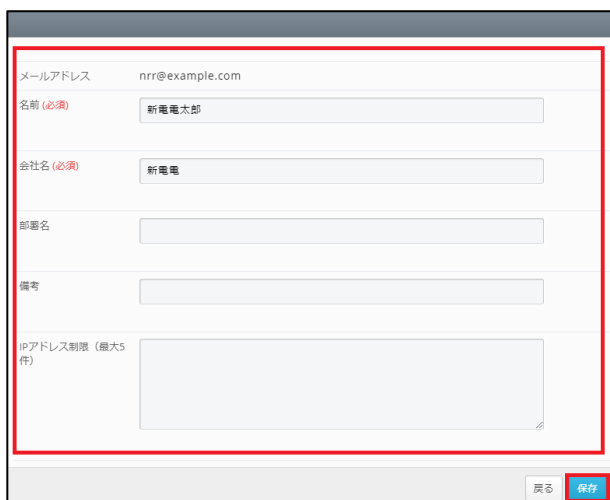 メールアドレス nrr@example.com
名前 (必須) 新電電太郎
会社名 (必須) 新電電
部署名
備考
IPアドレス制限（最大5
件）
戻る 保存